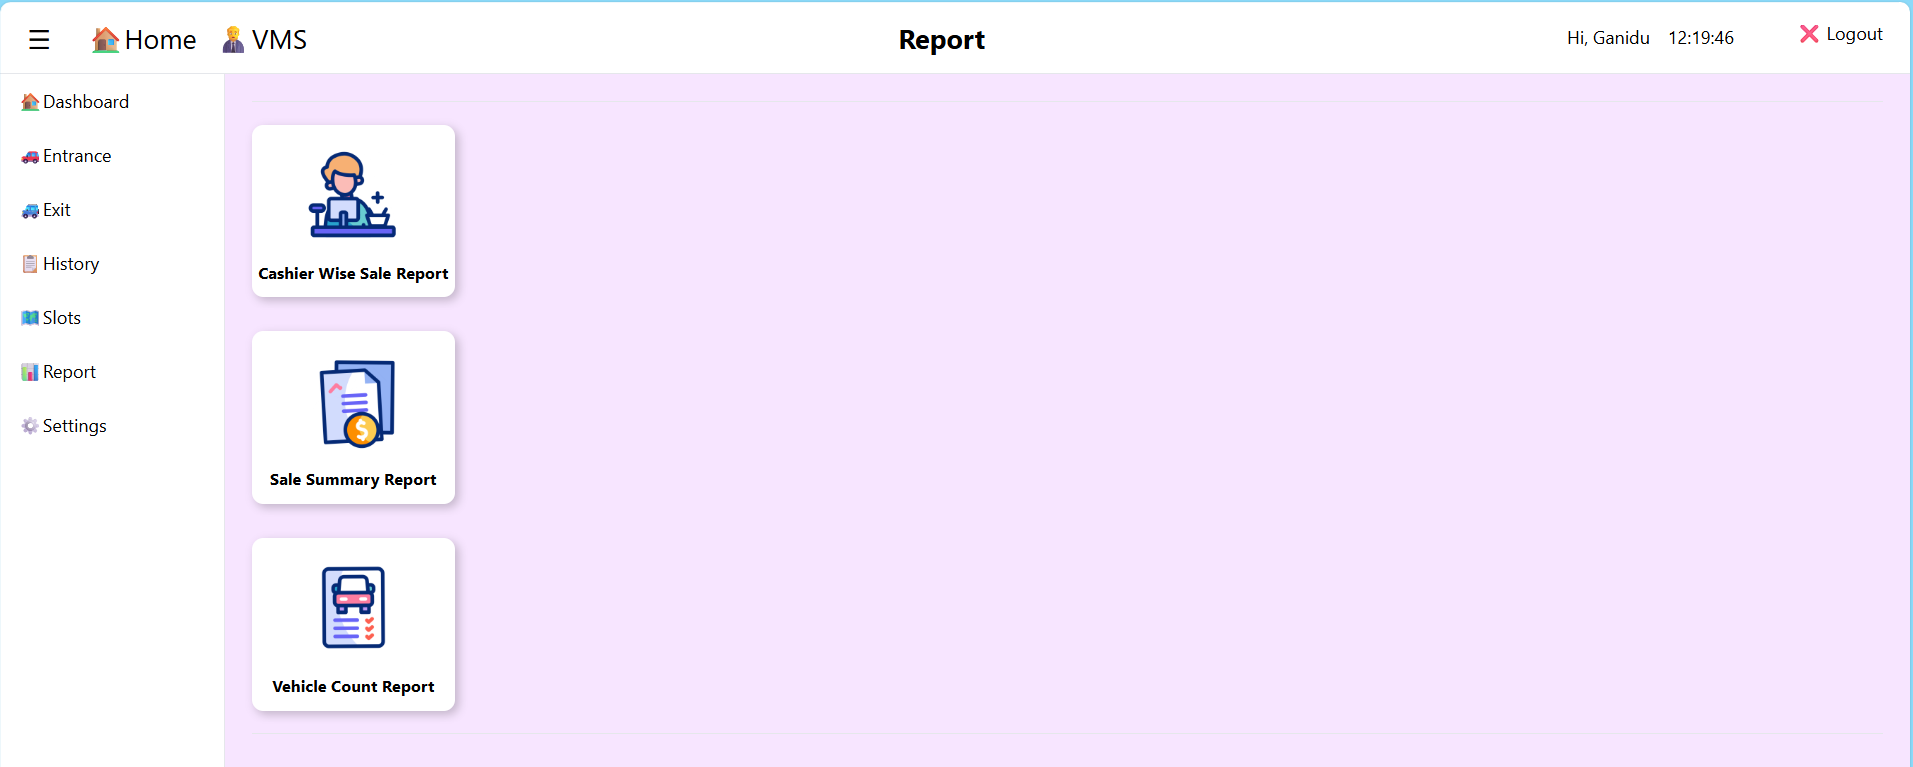 ☰ Home VMS Report Hi, Ganidu 12:19:46 Logout
Dashboard
Entrance
Exit
History
Slots
Report
Settings
Cashier Wise Sale Report
Sale Summary Report
Vehicle Count Report